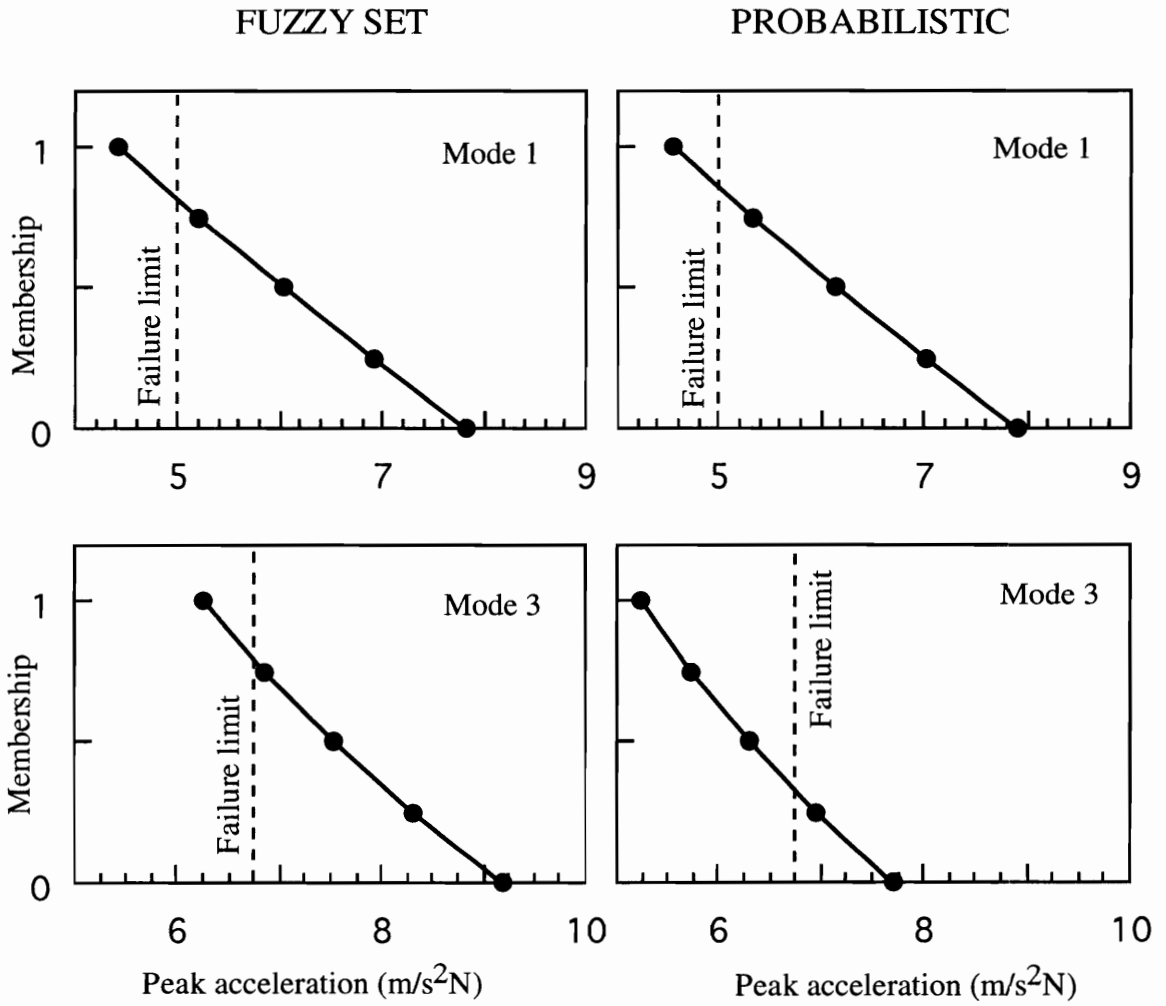 FUZZY SET
PROBABILISTIC
Mode 1
1
Membership
Failure limit
0
5 7 9
Mode 1
Failure limit
5 7 9
Mode 3
1
Membership
Failure limit
0
6 8 10
Peak acceleration (m/s²N)
Mode 3
Failure limit
6 8 10
Peak acceleration (m/s²N)